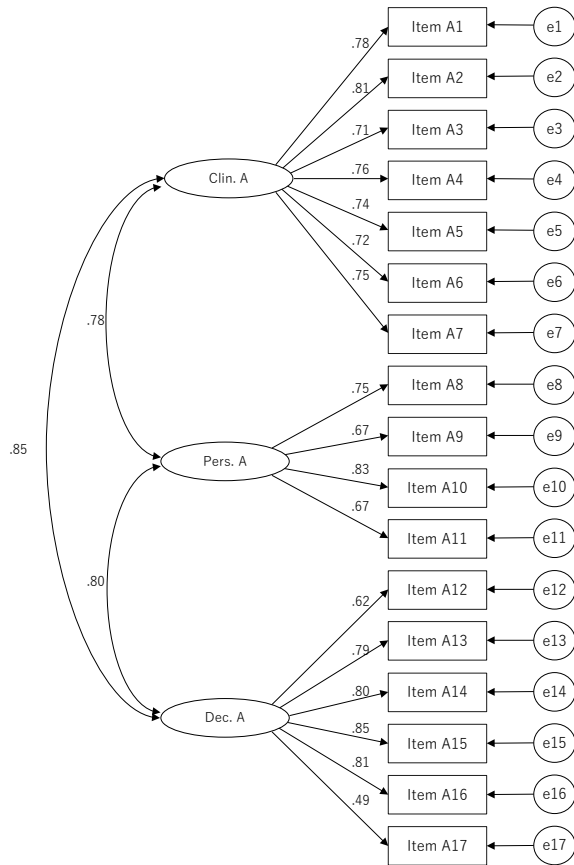 .78 Item A1 e1
.81 Item A2 e2
.71 Item A3 e3
Clin. A .76 Item A4 e4
.74 Item A5 e5
.72 Item A6 e6
.75 Item A7 e7
.78
.75 Item A8 e8
.67 Item A9 e9
.85
Pers. A .83 Item A10 e10
.67 Item A11 e11
.80
.62 Item A12 e12
.79 Item A13 e13
.80 Item A14 e14
Dec. A .85 Item A15 e15
.81 Item A16 e16
.49 Item A17 e17